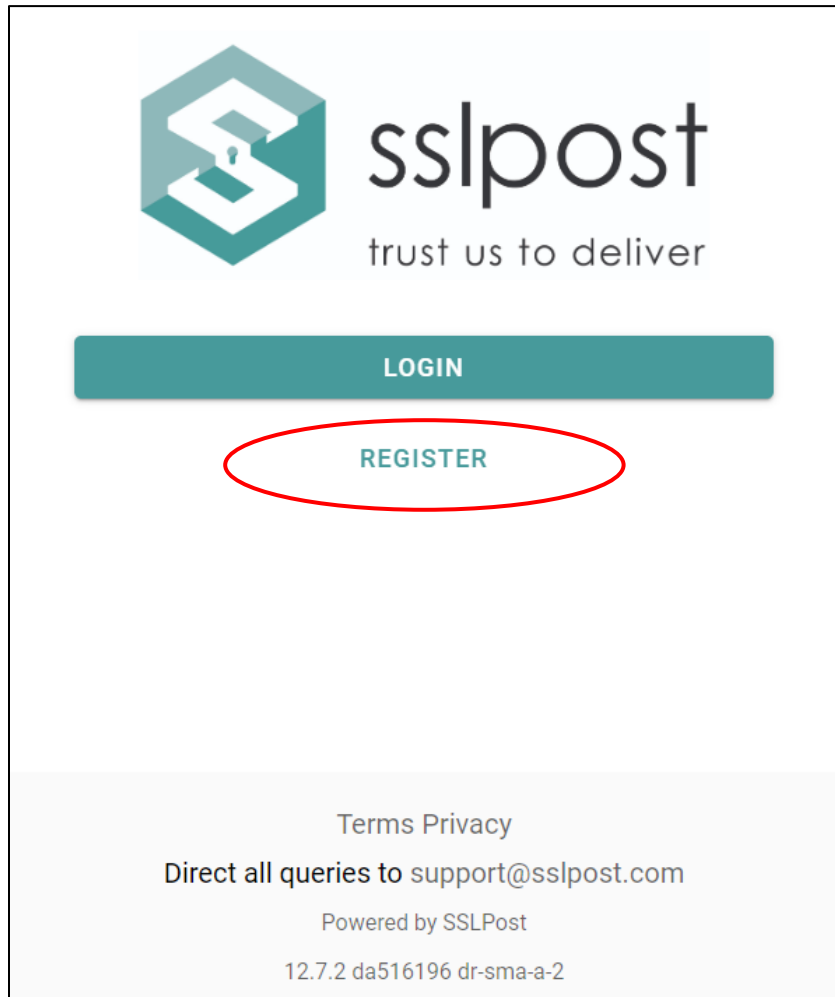 sslpost
trust us to deliver
LOGIN
REGISTER
Terms Privacy
Direct all queries to support@sslpost.com
Powered by SSLPost
12.7.2 da516196 dr-sma-a-2